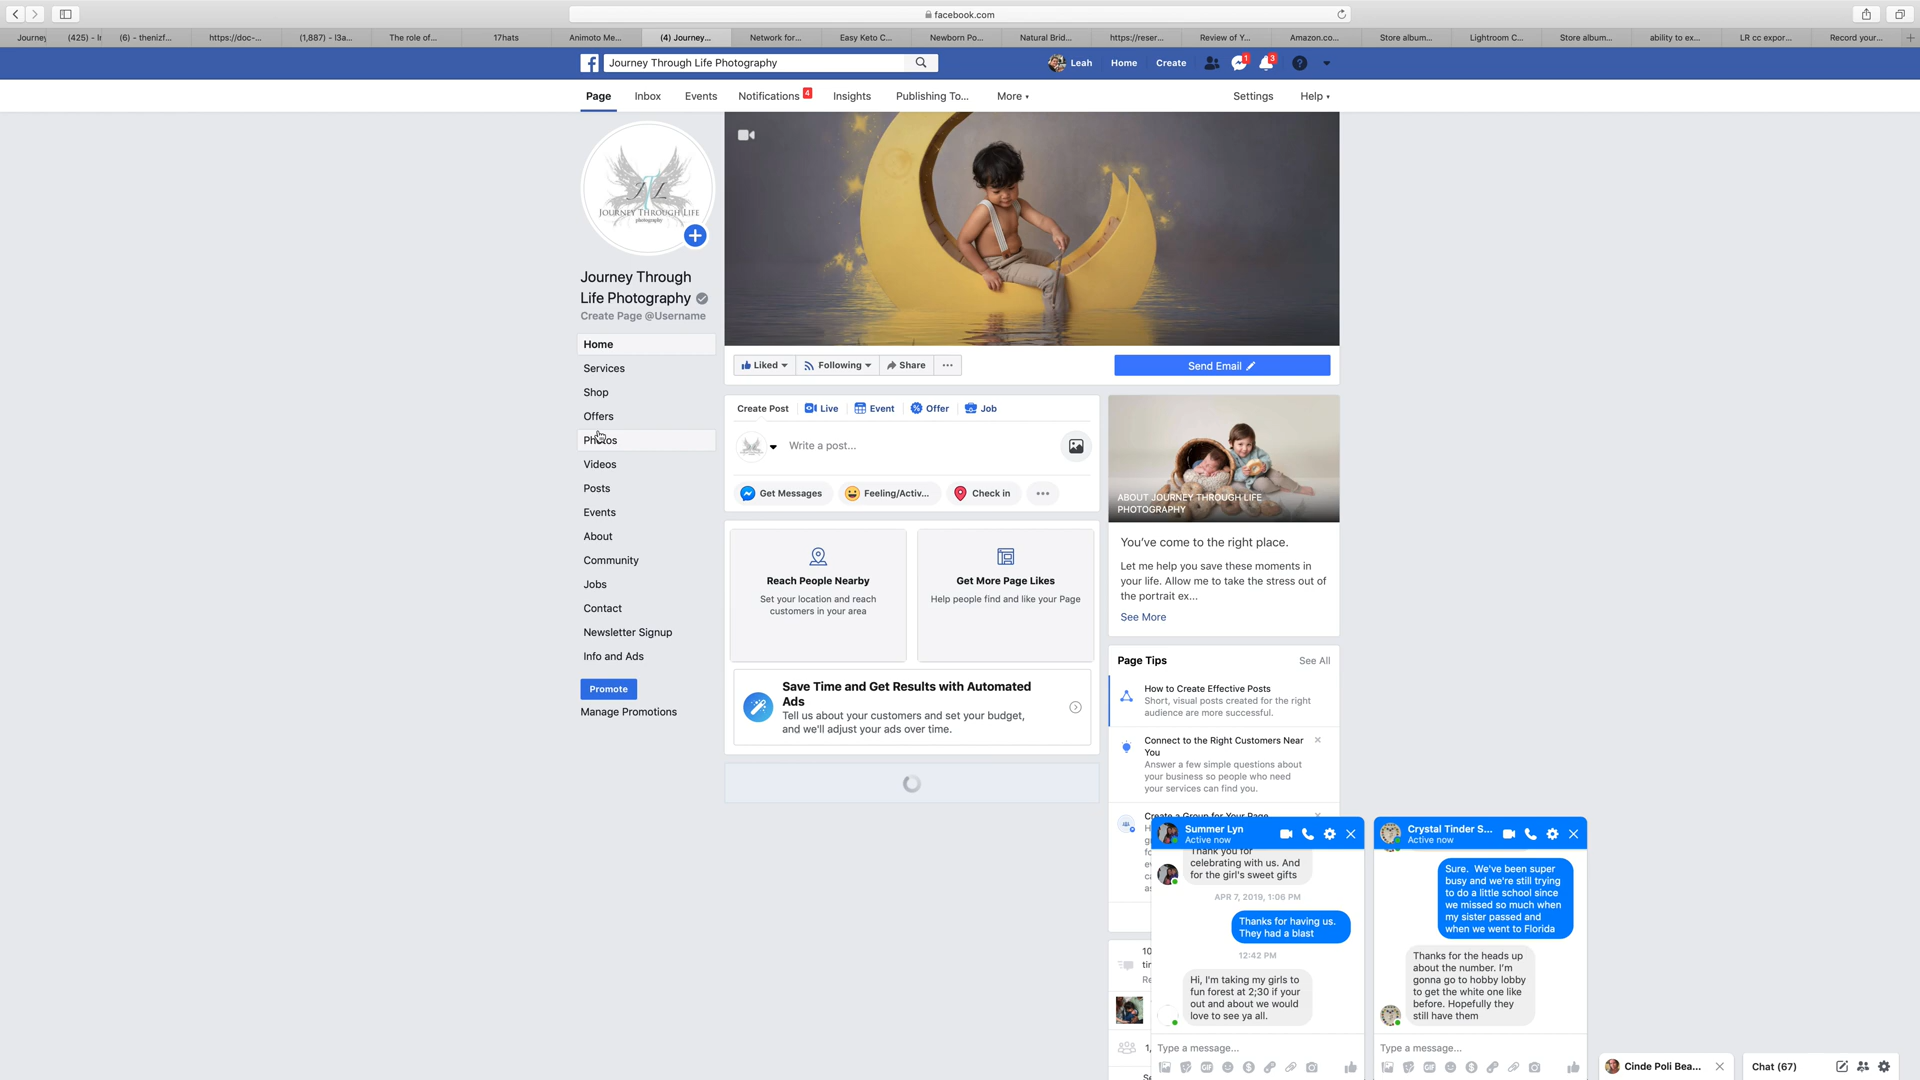 facebook.com
Journey
(425) - Ir
(6) - thenizf...
https://doc-...
(1,887) - l3a...
The role of...
17hats
Animoto Me...
(4) Journey...
Network for...
Easy Keto C...
Newborn Po...
Natural Brid...
https://reser...
Review of Y...
Amazon.co...
Store album...
Lightroom C...
Store album...
ability to ex...
LR cc expor...
Record your...
Journey Through Life Photography
Leah
Home
Create
1
3
Page
Inbox
Events
Notifications 4
Insights
Publishing To...
More
Settings
Help
JTL
JOURNEY THROUGH LIFE
photography
Journey Through
Life Photography
Create Page @Username
Home
Services
Shop
Offers
Photos
Videos
Posts
Events
About
Community
Jobs
Contact
Newsletter Signup
Info and Ads
Promote
Manage Promotions
Liked
Following
Share
Send Email
Create Post
Live
Event
Offer
Job
Write a post...
Get Messages
Feeling/Activ...
Check in
Reach People Nearby
Set your location and reach
customers in your area
Get More Page Likes
Help people find and like your Page
Save Time and Get Results with Automated
Ads
Tell us about your customers and set your budget,
and we'll adjust your ads over time.
ABOUT JOURNEY THROUGH LIFE
PHOTOGRAPHY
You've come to the right place.
Let me help you save these moments in
your life. Allow me to take the stress out of
the portrait ex...
See More
Page Tips
See All
How to Create Effective Posts
Short, visual posts created for the right
audience are more successful.
Connect to the Right Customers Near
You
Answer a few simple questions about
your business so people who need
your services can find you.
Create a Group for Your Page
10
Summer Lyn
Active now
Thank you for
celebrating with us. And
for the girl's sweet gifts
APR 7, 2019, 1:06 PM
Thanks for having us.
They had a blast
12:42 PM
Hi, I'm taking my girls to
fun forest at 2;30 if your
out and about we would
love to see ya all.
Type a message...
GIF
Crystal Tinder S...
Active now
Sure. We've been super
busy and we're still trying
to do a little school since
we missed so much when
my sister passed and
when we went to Florida
Thanks for the heads up
about the number. I'm
gonna go to hobby lobby
to get the white one like
before. Hopefully they
still have them
Type a message...
GIF
Cinde Poli Bea...
Chat (67)